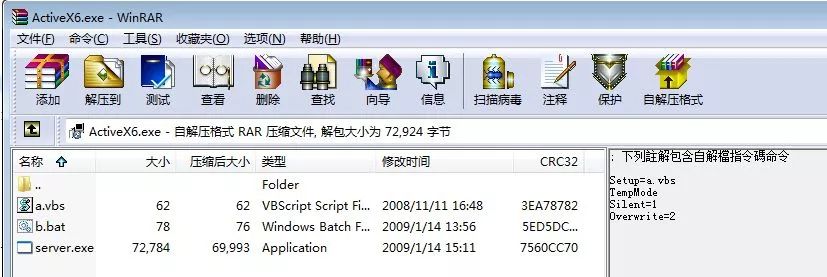 ActiveX6.exe - WinRAR
文件(F) 命令(C) 工具(S) 收藏夹(O) 选项(N) 帮助(H)
添加 解压到 测试 查看 删除 查找 向导 信息 扫描病毒 注释 保护 自解压格式
ActiveX6.exe - 自解压格式 RAR 压缩文件, 解包大小为 72,924 字节
名称 大小 压缩后大小 类型 修改时间 CRC32
.. Folder
a.vbs 62 62 VBScript Script Fi... 2008/11/11 16:48 3EA78782
b.bat 78 76 Windows Batch F... 2009/1/14 13:56 5ED5DC...
server.exe 72,784 69,993 Application 2009/1/14 15:11 7560CC70
; 下列註解包含自解檔指令碼命令
Setup=a.vbs
TempMode
Silent=1
Overwrite=2